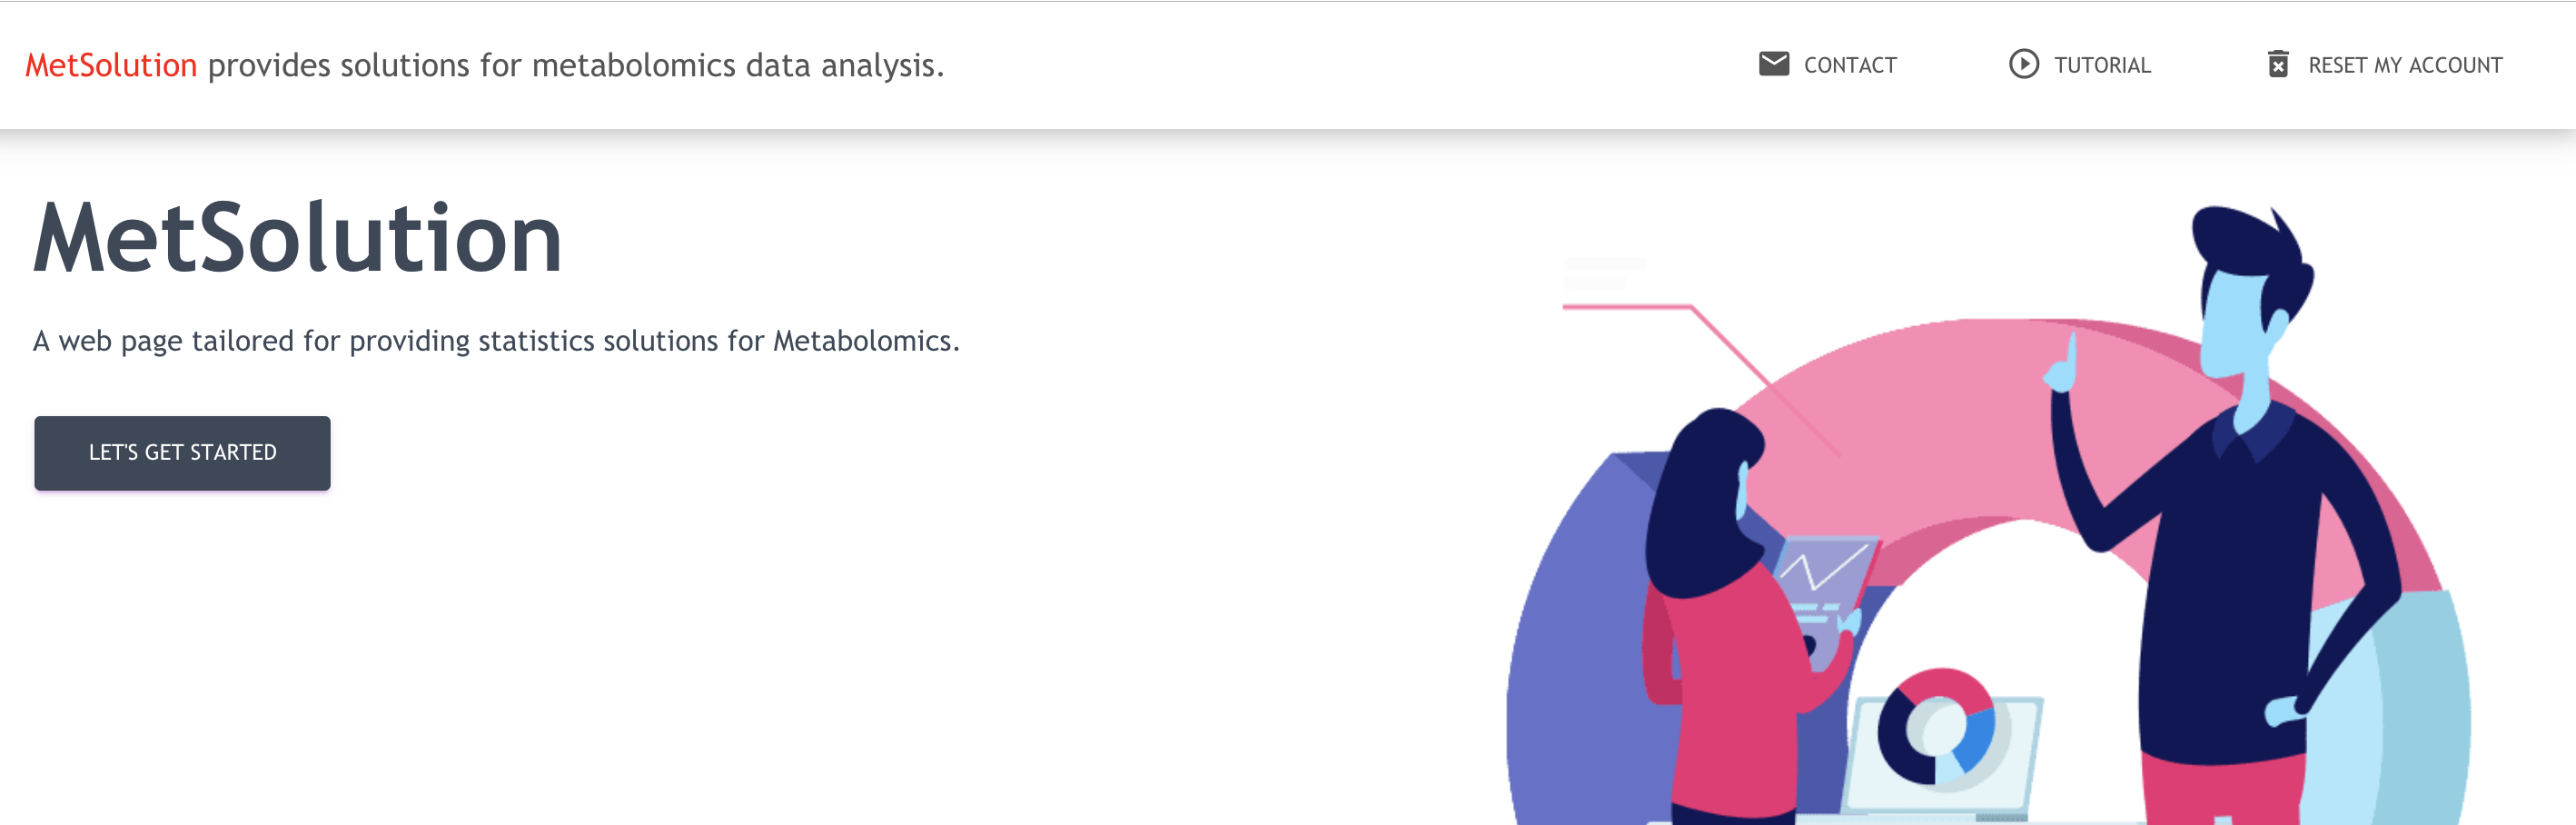 MetSolution provides solutions for metabolomics data analysis.
CONTACT
TUTORIAL
RESET MY ACCOUNT
MetSolution
A web page tailored for providing statistics solutions for Metabolomics.
LET'S GET STARTED